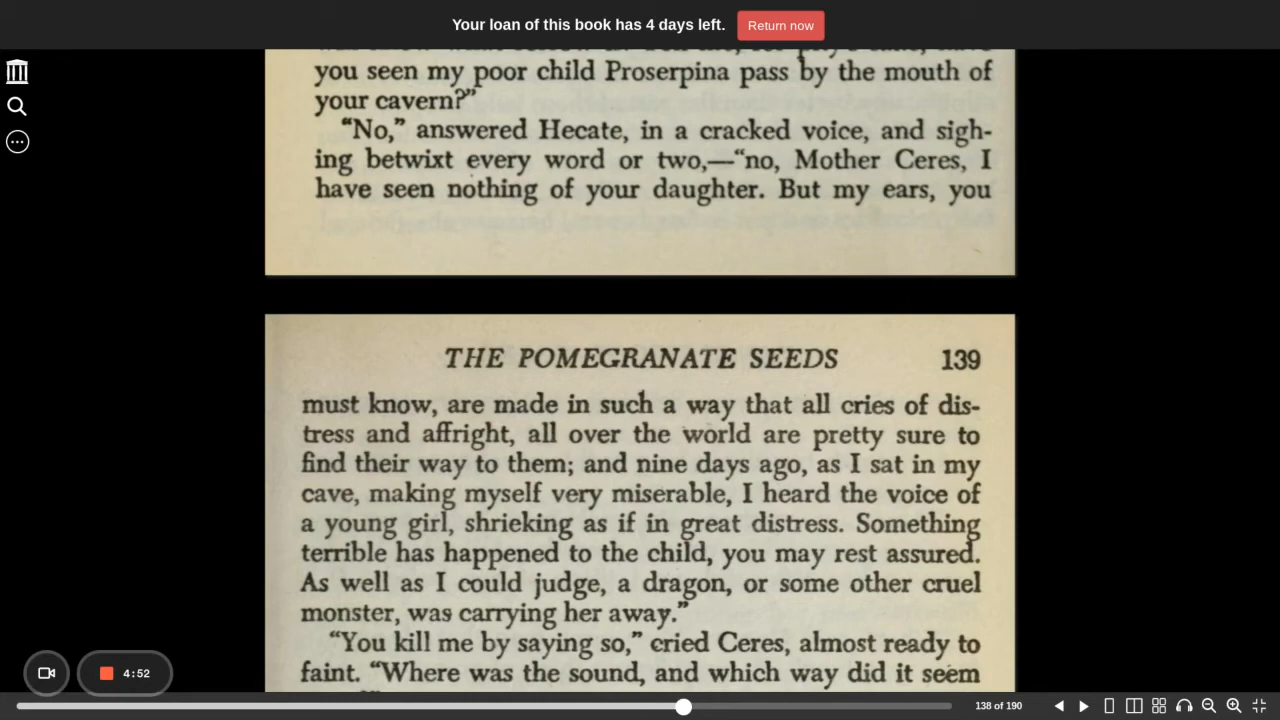 Your loan of this book has 4 days left. Return now
you seen my poor child Proserpina pass by the mouth of
your cavern?”
“No,” answered Hecate, in a cracked voice, and sigh-
ing betwixt every word or two,—“no, Mother Ceres, I
have seen nothing of your daughter. But my ears, you
THE POMEGRANATE SEEDS 139
must know, are made in such a way that all cries of dis-
tress and affright, all over the world are pretty sure to
find their way to them; and nine days ago, as I sat in my
cave, making myself very miserable, I heard the voice of
a young girl, shrieking as if in great distress. Something
terrible has happened to the child, you may rest assured.
As well as I could judge, a dragon, or some other cruel
monster, was carrying her away.”
“You kill me by saying so,” cried Ceres, almost ready to
faint. “Where was the sound, and which way did it seem
4:52
138 of 190